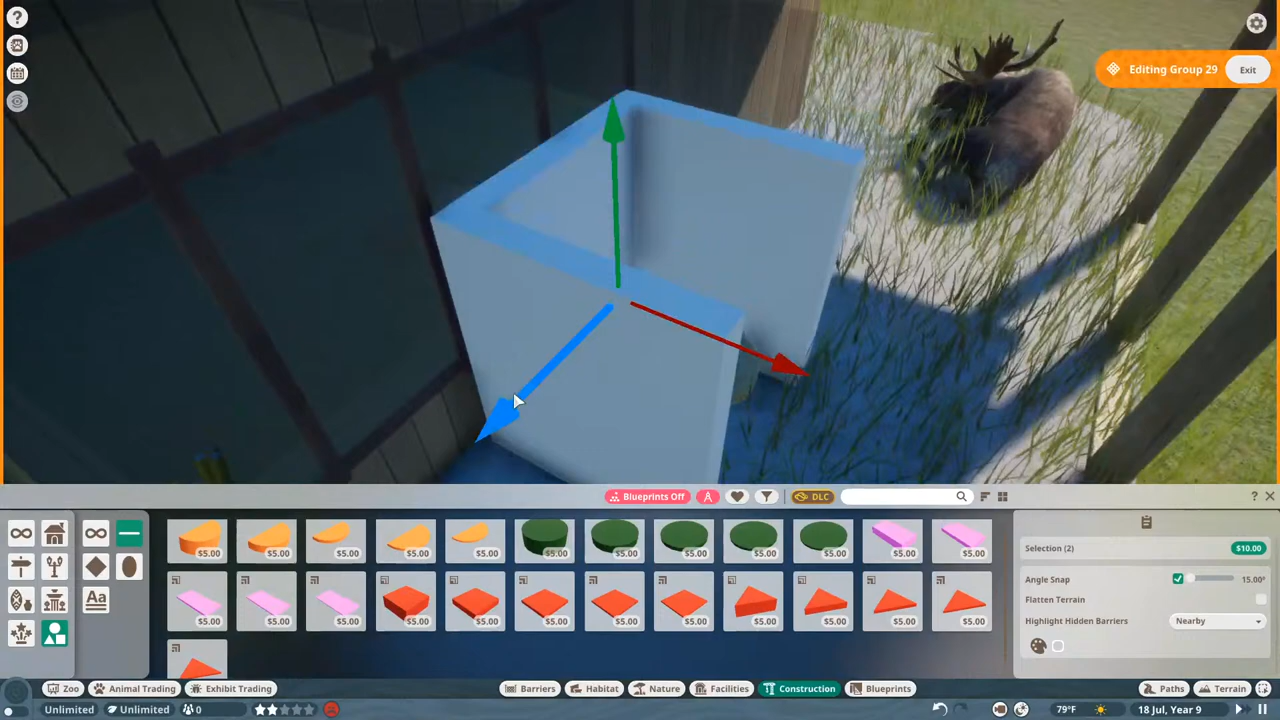 ?
Editing Group 29
Exit
Blueprints Off
DLC
?
$5.00 $5.00 $5.00 $5.00 $5.00 $5.00 $5.00 $5.00 $5.00 $5.00 $5.00 $5.00
$5.00 $5.00 $5.00 $5.00 $5.00 $5.00 $5.00 $5.00 $5.00 $5.00 $5.00 $5.00
Aa
Selection (2)
$10.00
Angle Snap
15.00°
Flatten Terrain
Highlight Hidden Barriers
Nearby
Zoo
Animal Trading
Exhibit Trading
Barriers
Habitat
Nature
Facilities
Construction
Blueprints
Paths
Terrain
Unlimited
Unlimited
0
79°F
18 Jul, Year 9